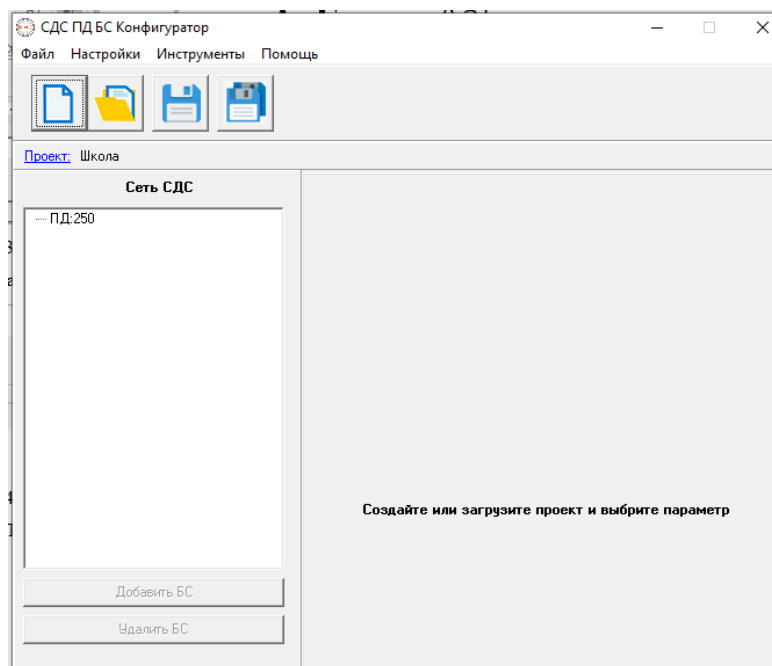 СДС ПД БС Конфигуратор
Файл Настройки Инструменты Помощь
Проект: Школа
Сеть СДС
ПД:250
Создайте или загрузите проект и выбрите параметр
Добавить БС
Удалить БС